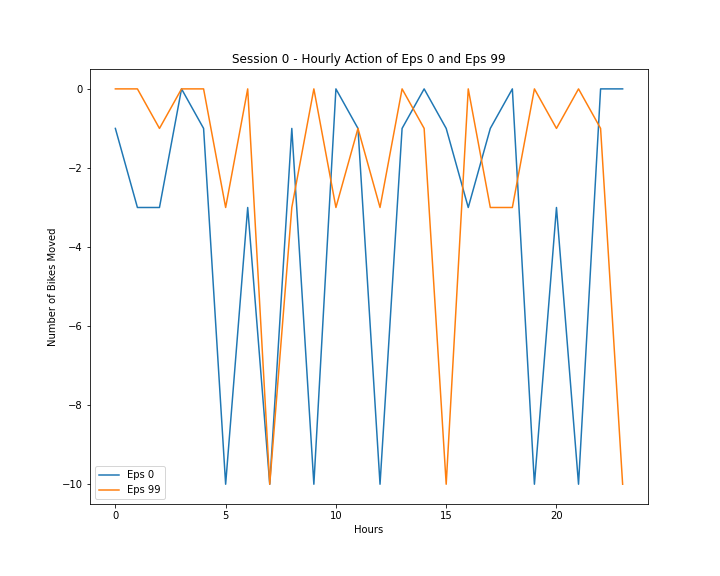 Session 0 - Hourly Action of Eps 0 and Eps 99
Number of Bikes Moved
0
−2
−4
−6
−8
−10
Eps 0
Eps 99
0 5 10 15 20
Hours